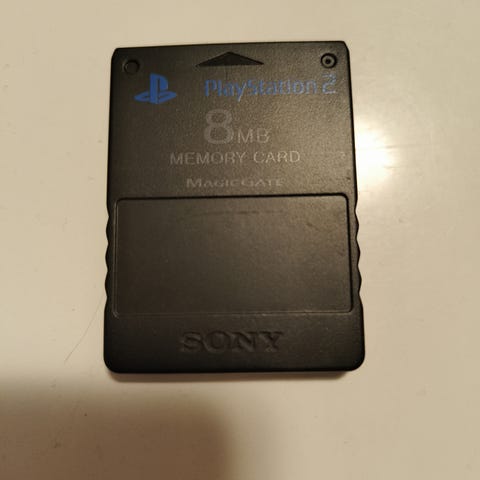 PlayStation 2
8MB
MEMORY CARD
MAGICGATE
SONY